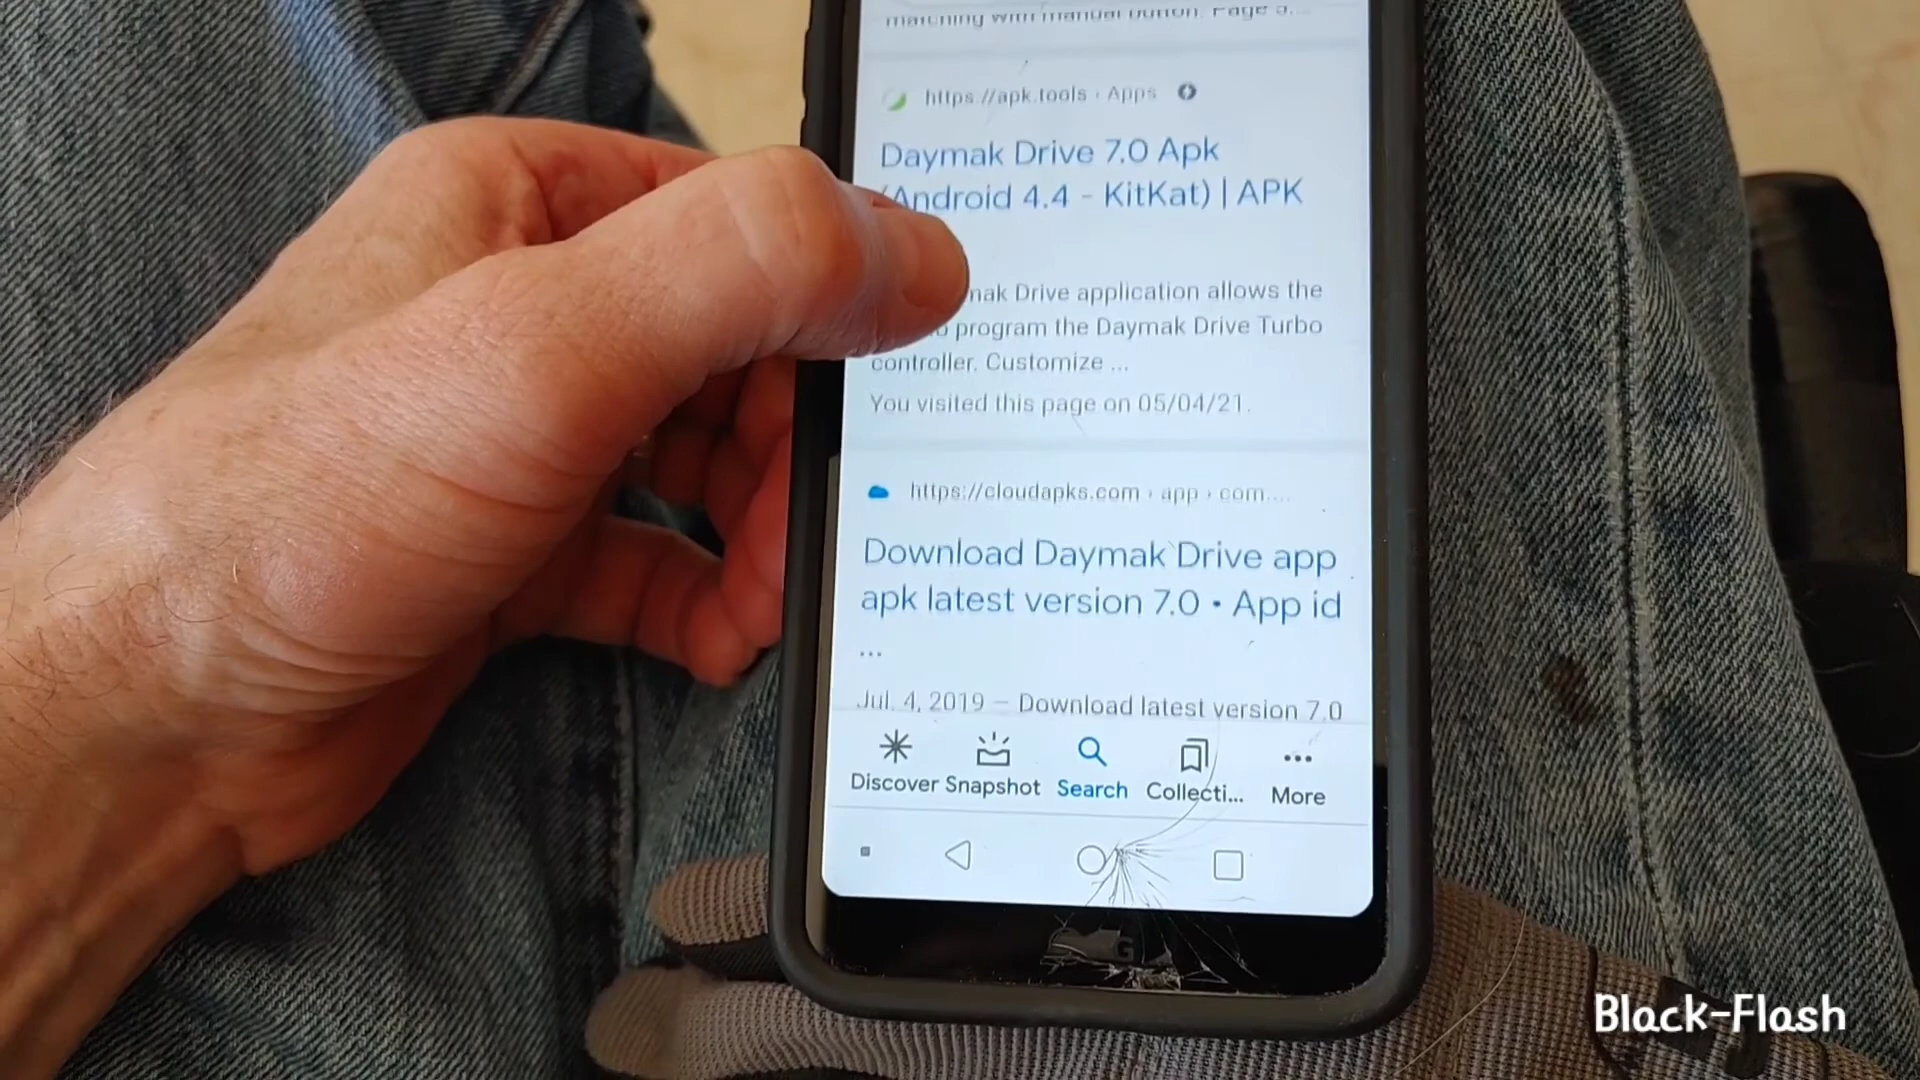 matching with manual button. Page 3....
https://apk.tools › Apps
Daymak Drive 7.0 Apk
(Android 4.4 - KitKat) | APK
Drive application allows the
program the Daymak Drive Turbo
controller. Customize ...
You visited this page on 05/04/21.
https://cloudapks.com › app › com....
Download Daymak Drive app
apk latest version 7.0 • App id
...
Jul. 4, 2019 — Download latest version 7.0
Discover Snapshot Search Collecti... More
G
Black-Flash